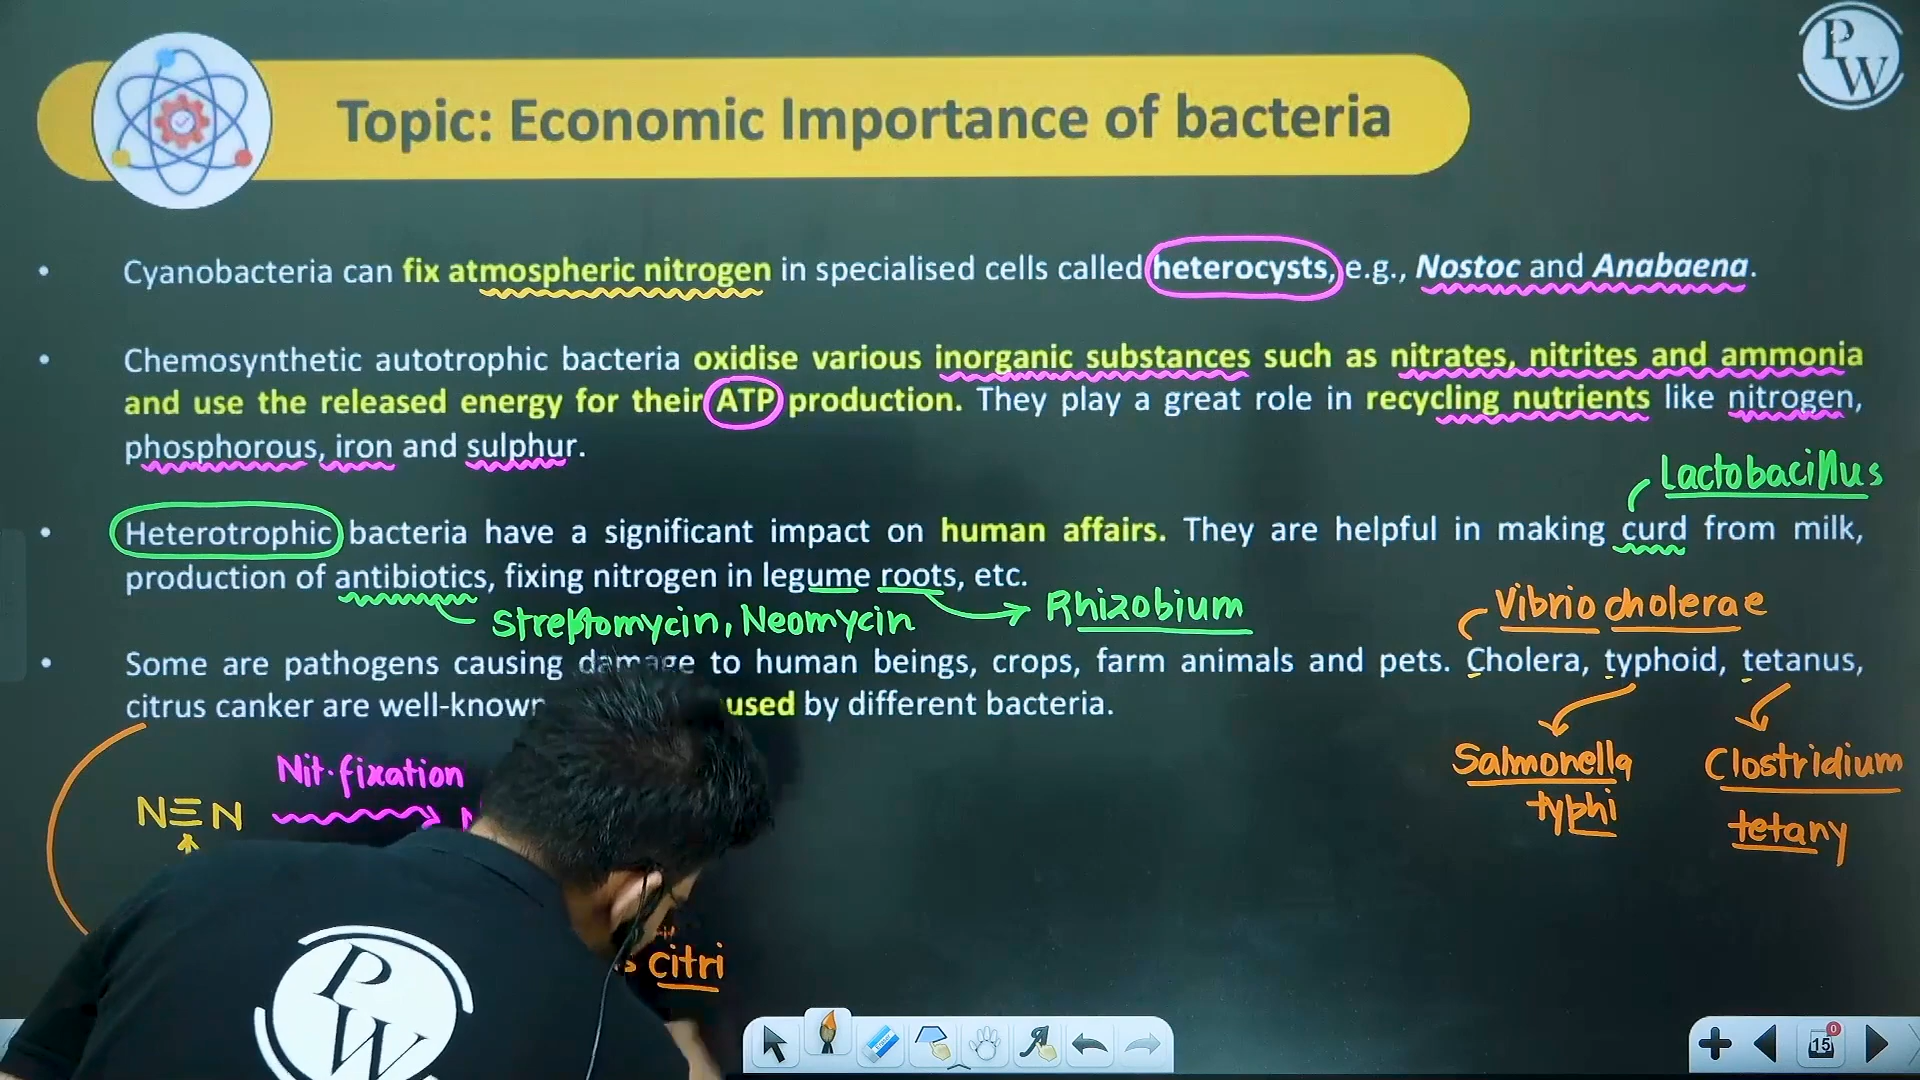 PW
Topic: Economic Importance of bacteria
• Cyanobacteria can fix atmospheric nitrogen in specialised cells called heterocysts, e.g., Nostoc and Anabaena.
• Chemosynthetic autotrophic bacteria oxidise various inorganic substances such as nitrates, nitrites and ammonia
and use the released energy for their ATP production. They play a great role in recycling nutrients like nitrogen,
phosphorous, iron and sulphur.
Lactobacillus
• Heterotrophic bacteria have a significant impact on human affairs. They are helpful in making curd from milk,
production of antibiotics, fixing nitrogen in legume roots, etc.
Streptomycin, Neomycin
Rhizobium
Vibrio cholerae
• Some are pathogens causing damage to human beings, crops, farm animals and pets. Cholera, typhoid, tetanus,
citrus canker are well-known used by different bacteria.
Nit. fixation
N≡N
Salmonella
typhi
Clostridium
tetany
citri
PW
15
0